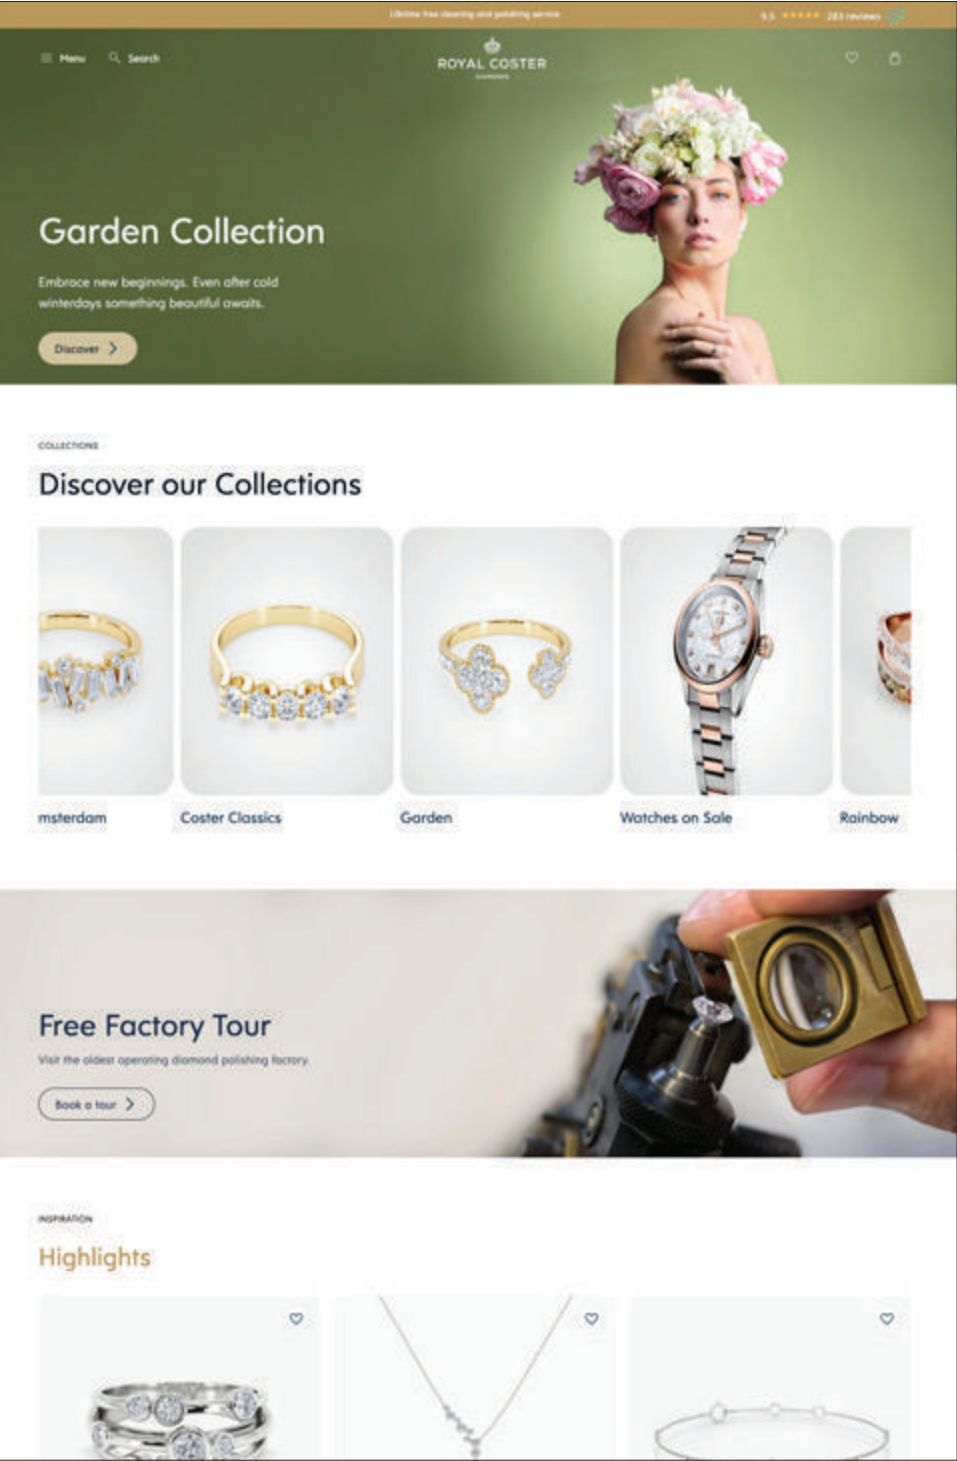 Lifetime free cleaning and polishing service
9.5 ★★★★★ 283 reviews
Menu
Search
ROYAL COSTER
DIAMONDS
Garden Collection
Embrace new beginnings. Even after cold
winterdays something beautiful awaits.
Discover
COLLECTIONS
Discover our Collections
msterdam
Coster Classics
Garden
Watches on Sale
Rainbow
Free Factory Tour
Visit the oldest operating diamond polishing factory.
Book a tour
INSPIRATION
Highlights